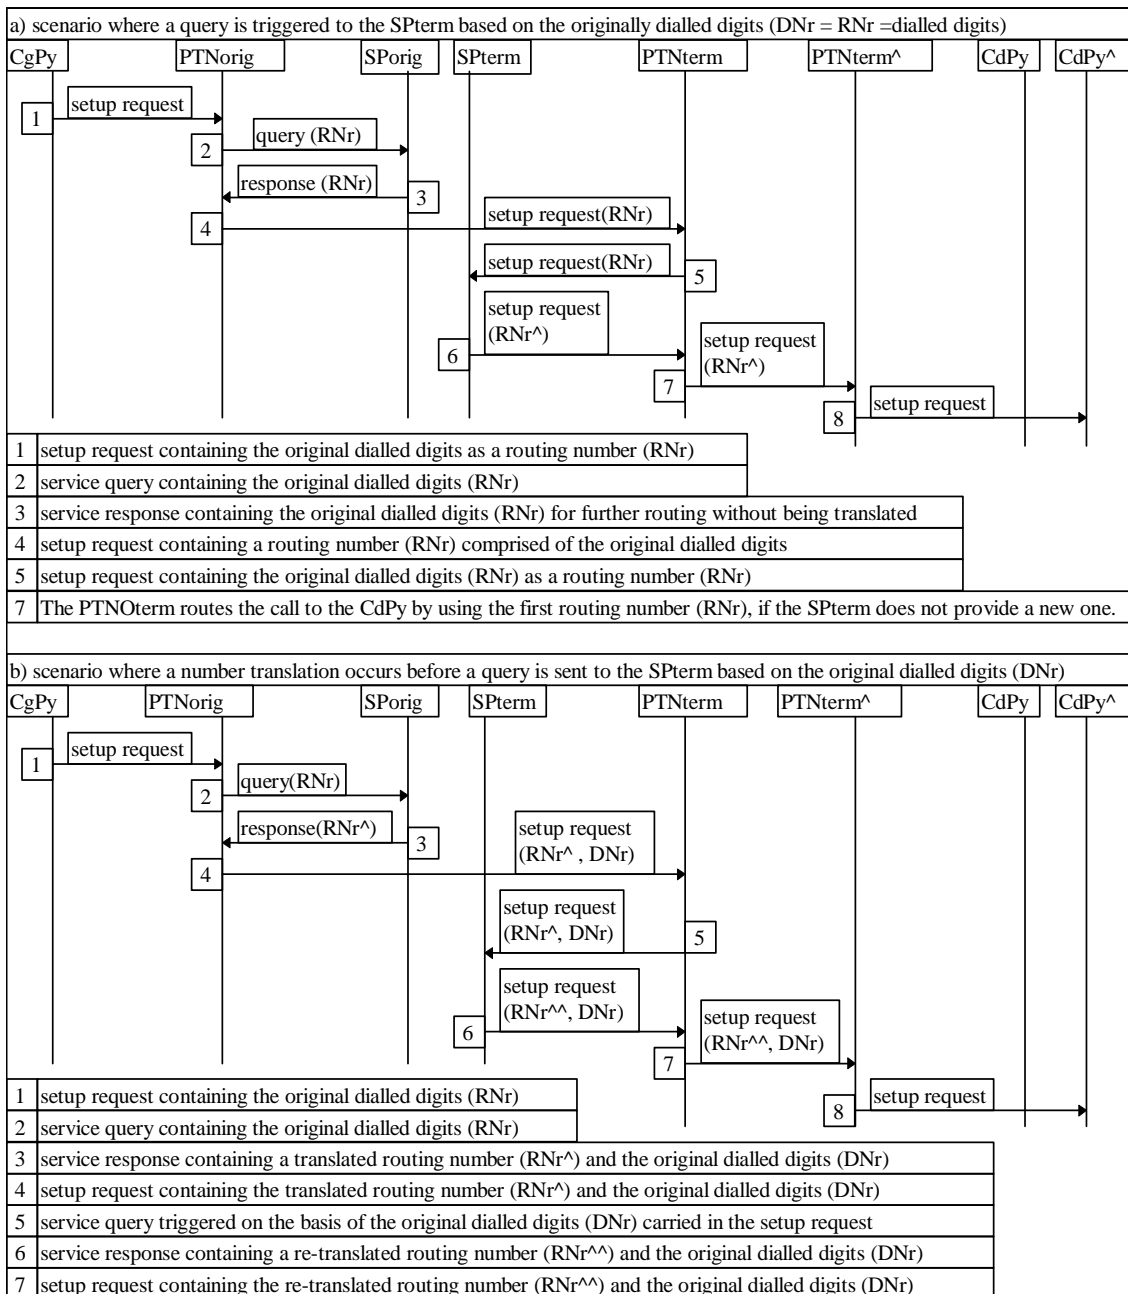 a) scenario where a query is triggered to the SPterm based on the originally dialled digits (DNr = RNr =dialled digits)
CgPy PTNorig SPorig SPterm PTNterm PTNterm^ CdPy CdPy^
1 setup request
2 query (RNr)
response (RNr) 3
4 setup request(RNr)
setup request(RNr) 5
setup request
(RNr^)
6
setup request
(RNr^)
7
8 setup request
1 setup request containing the original dialled digits as a routing number (RNr)
2 service query containing the original dialled digits (RNr)
3 service response containing the original dialled digits (RNr) for further routing without being translated
4 setup request containing a routing number (RNr) comprised of the original dialled digits
5 setup request containing the original dialled digits (RNr) as a routing number (RNr)
7 The PTNOterm routes the call to the CdPy by using the first routing number (RNr), if the SPterm does not provide a new one.
b) scenario where a number translation occurs before a query is sent to the SPterm based on the original dialled digits (DNr)
CgPy PTNorig SPorig SPterm PTNterm PTNterm^ CdPy CdPy^
1 setup request
2 query(RNr)
response(RNr^) 3
setup request
(RNr^ , DNr)
4
setup request
(RNr^, DNr)
5
setup request
(RNr^^, DNr)
6
setup request
(RNr^^, DNr)
7
8 setup request
1 setup request containing the original dialled digits (RNr)
2 service query containing the original dialled digits (RNr)
3 service response containing a translated routing number (RNr^) and the original dialled digits (DNr)
4 setup request containing the translated routing number (RNr^) and the original dialled digits (DNr)
5 service query triggered on the basis of the original dialled digits (DNr) carried in the setup request
6 service response containing a re-translated routing number (RNr^^) and the original dialled digits (DNr)
7 setup request containing the re-translated routing number (RNr^^) and the original dialled digits (DNr)